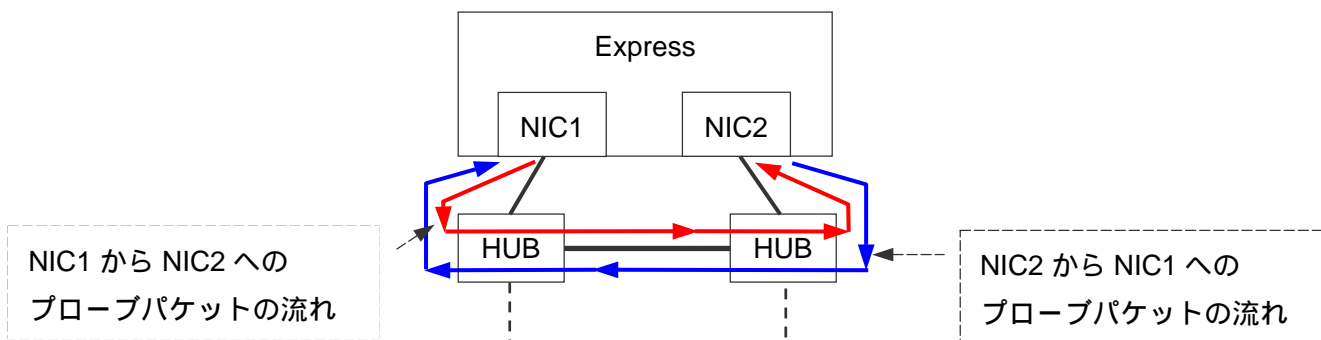 Express
NIC1
NIC2
HUB
HUB
NIC1 から NIC2 への
プローブパケットの流れ
NIC2 から NIC1 への
プローブパケットの流れ